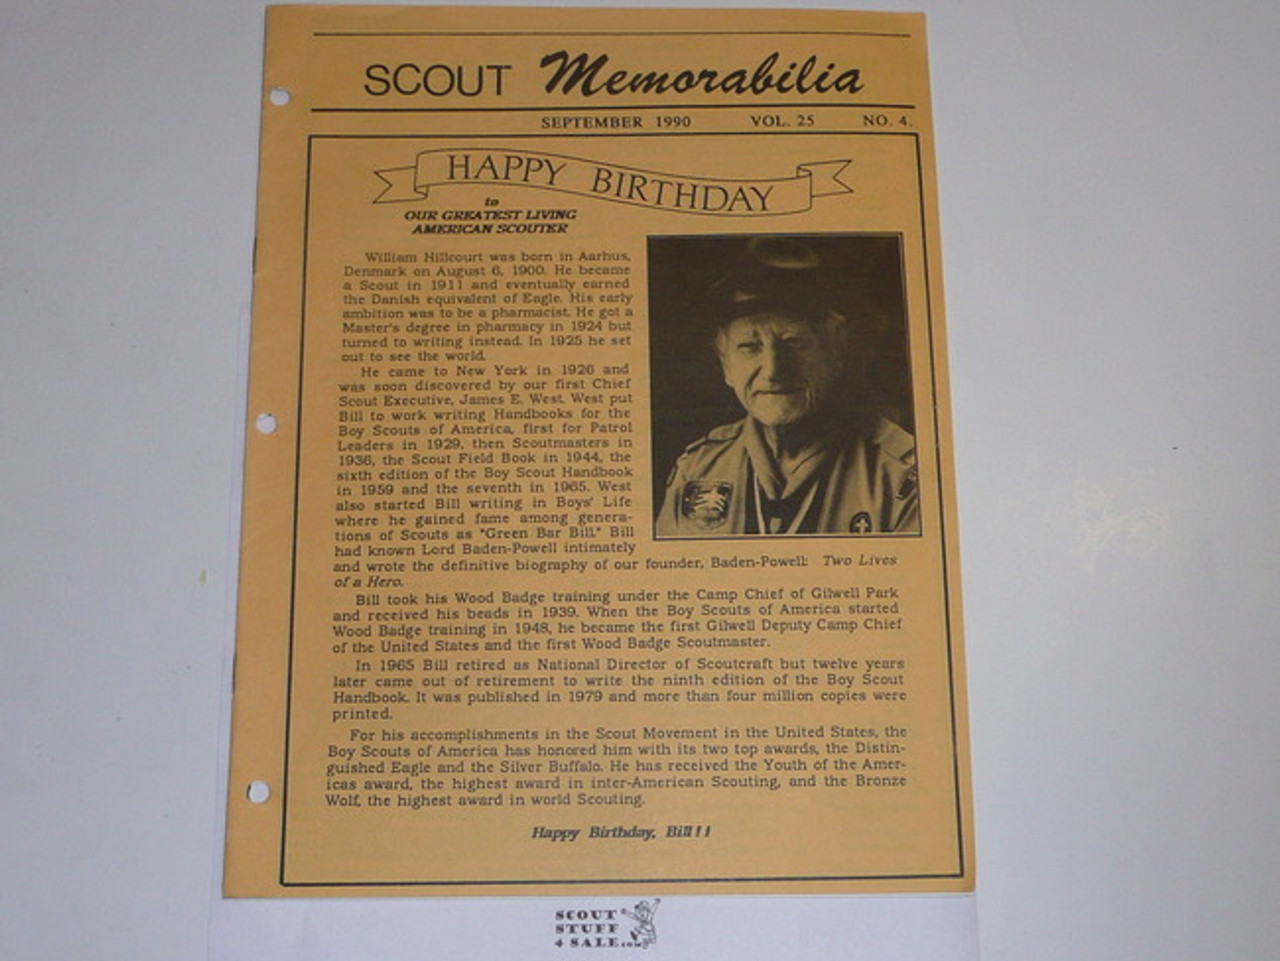 SCOUT Memorabilia
SEPTEMBER 1990 VOL. 25 NO. 4.
HAPPY BIRTHDAY
to
OUR GREATEST LIVING
AMERICAN SCOUTER
William Hillcourt was born in Aarhus,
Denmark on August 6, 1900. He became
a Scout in 1911 and eventually earned
the Danish equivalent of Eagle. His early
ambition was to be a pharmacist. He got a
Master's degree in pharmacy in 1924 but
turned to writing instead. In 1925 he set
out to see the world.
He came to New York in 1926 and
was soon discovered by our first Chief
Scout Executive, James E. West. West put
Bill to work writing Handbooks for the
Boy Scouts of America, first for Patrol
Leaders in 1929, then Scoutmasters in
1936, the Scout Field Book in 1944, the
sixth edition of the Boy Scout Handbook
in 1959 and the seventh in 1965. West
also started Bill writing in Boys' Life
where he gained fame among genera-
tions of Scouts as "Green Bar Bill." Bill
had known Lord Baden-Powell intimately
and wrote the definitive biography of our founder, Baden-Powell: Two Lives
of a Hero.
Bill took his Wood Badge training under the Camp Chief of Gilwell Park
and received his beads in 1939. When the Boy Scouts of America started
Wood Badge training in 1948, he became the first Gilwell Deputy Camp Chief
of the United States and the first Wood Badge Scoutmaster.
In 1965 Bill retired as National Director of Scoutcraft but twelve years
later came out of retirement to write the ninth edition of the Boy Scout
Handbook. It was published in 1979 and more than four million copies were
printed.
For his accomplishments in the Scout Movement in the United States, the
Boy Scouts of America has honored him with its two top awards, the Distin-
guished Eagle and the Silver Buffalo. He has received the Youth of the Amer-
icas award, the highest award in inter-American Scouting, and the Bronze
Wolf, the highest award in world Scouting.
Happy Birthday, Bill!!!
SCOUT
STUFF
4 SALE.com